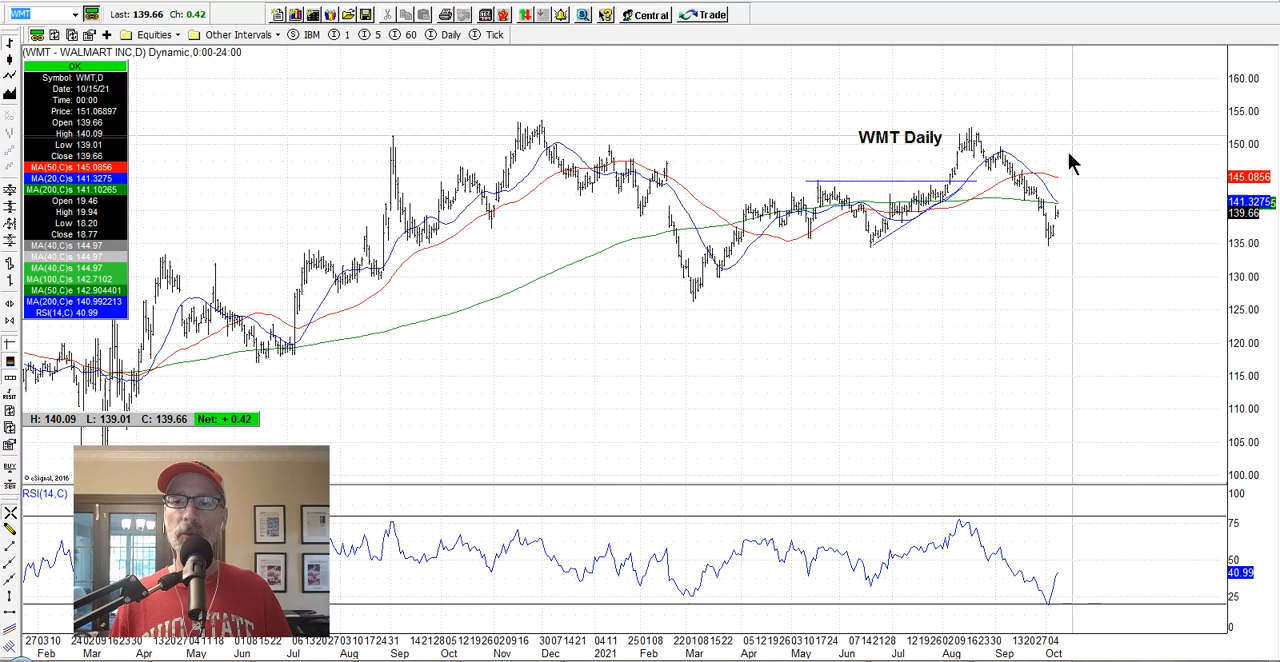 WMT Last: 139.66 Ch: 0.42 Central Trade
Equities Other Intervals IBM 1 5 60 Daily Tick
(WMT - WALMART INC,D) Dynamic,0:00-24:00
OK
Symbol: WMT,D
Date: 10/15/21
Time: 00:00
Price: 151.06897
Open 139.66
High 140.09
Low 139.01
Close 139.66
MA(50,C)s 145.0856
MA(20,C)s 141.3275
MA(200,C)s 141.10265
Open 19.46
High 19.94
Low 18.20
Close 18.77
MA(40,C)s 144.97
MA(40,C)s 144.97
MA(40,C)s 144.97
MA(100,C)s 142.7102
MA(50,C)e 142.904401
MA(200,C)e 140.992213
RSI(14,C) 40.99
WMT Daily
160.00
155.00
150.00
145.0856
141.3275
139.66
135.00
130.00
125.00
120.00
115.00
110.00
105.00
100.00
H: 140.09 L: 139.01 C: 139.66 Net: + 0.42
© eSignal, 2016
RSI(14,C)
100
75
50
40.99
25
0
RESET
BUY
SELL
Feb Mar Apr May Jun Jul Aug Sep Oct Nov Dec 2021 Feb Mar Apr May Jun Jul Aug Sep Oct